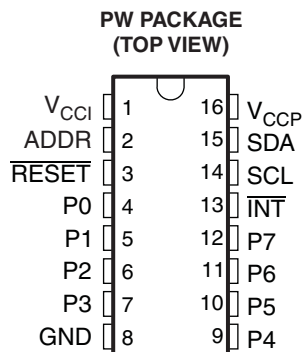 PW PACKAGE
(TOP VIEW)
VCCI 1 16 VCCP
ADDR 2 15 SDA
RESET 3 14 SCL
P0 4 13 INT
P1 5 12 P7
P2 6 11 P6
P3 7 10 P5
GND 8 9 P4